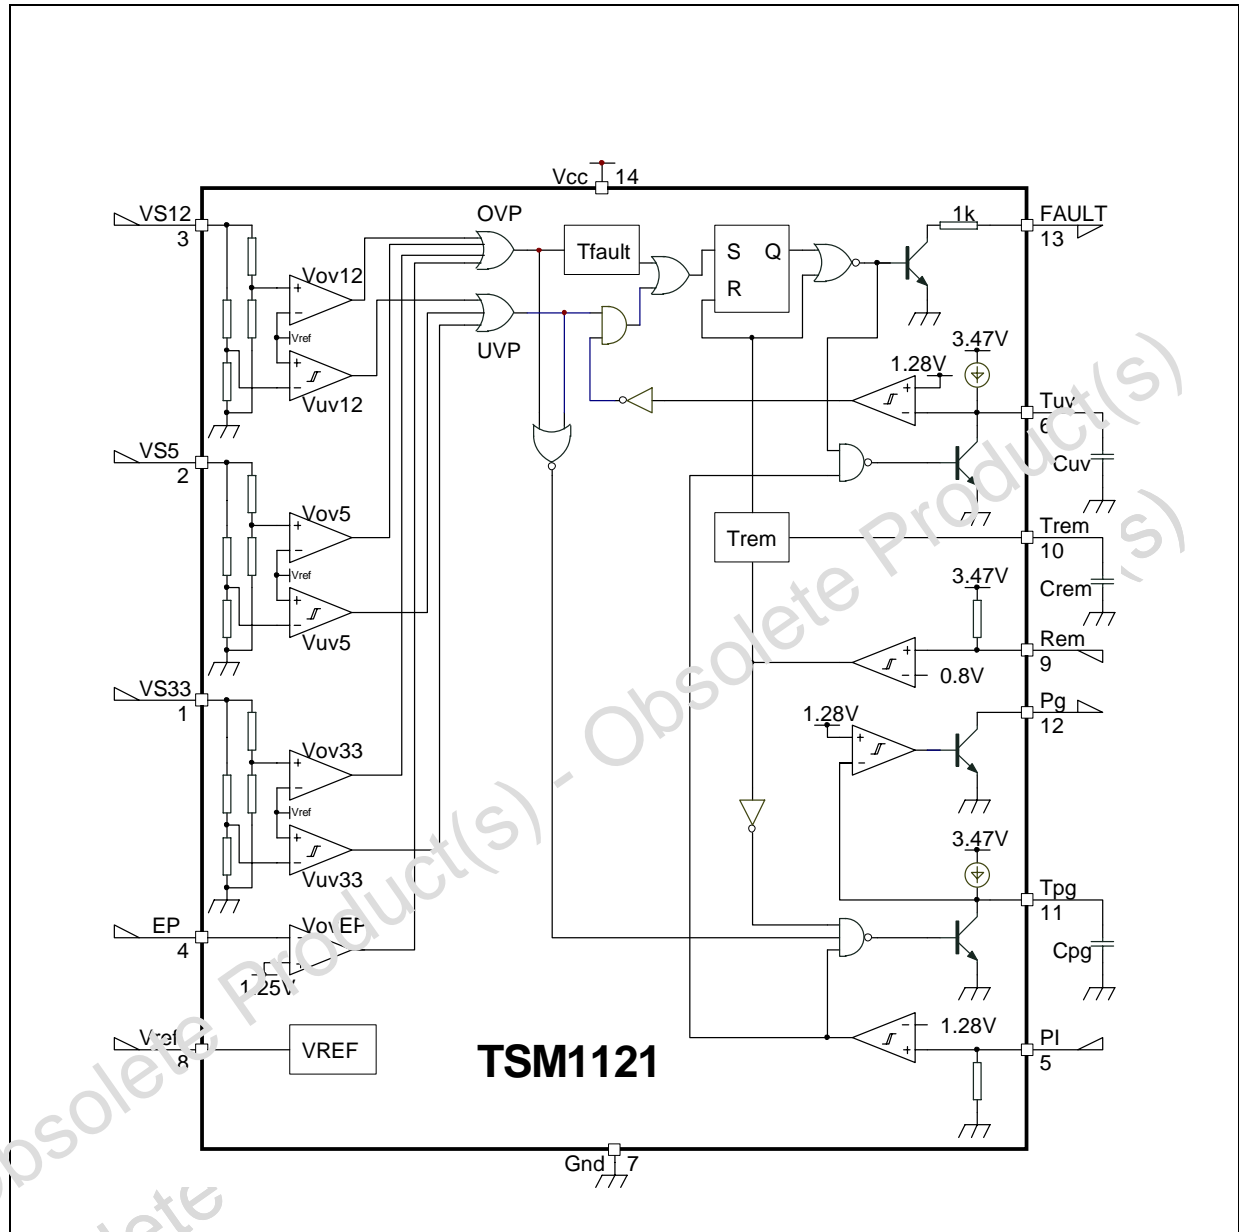 Vcc 14
VS12
3
OVP
1k
FAULT
13
Tfault
S Q
R
Vov12
Vref
Vuv12
UVP
3.47V
1.28V
Tuv
Cuv
VS5
2
Vov5
Vref
Vuv5
Trem
Trem
10
Crem
3.47V
Rem
9
0.8V
VS33
1
Vov33
Vref
Vuv33
1.28V
Pg
12
3.47V
Tpg
11
Cpg
EP
4
VovEP
1.25V
Vref
8
VREF
TSM1121
1.28V
PI
5
Gnd 7
Obsolete Product(s) - Obsolete Product(s)